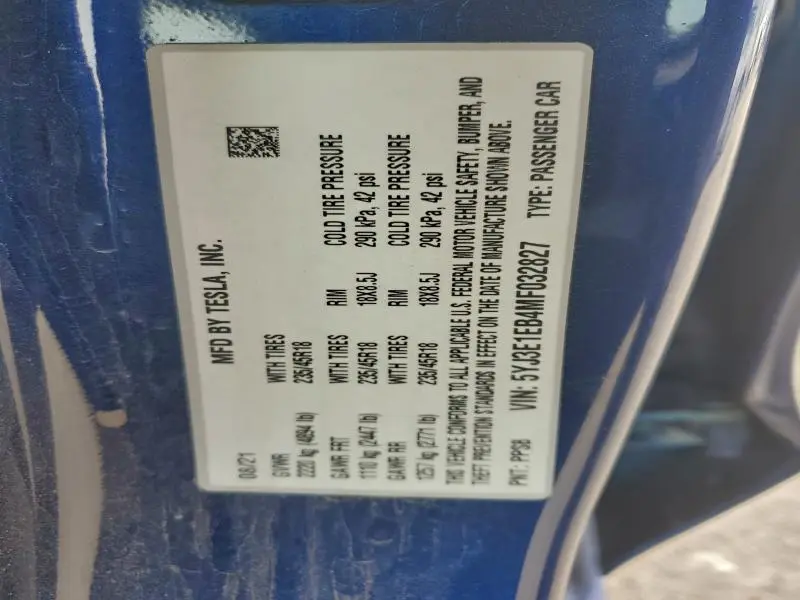 MFD BY TESLA, INC.
08/21
GVWR WITH TIRES
2220 kg (4894 lb) 235/45R18
GAWR FRT WITH TIRES RIM COLD TIRE PRESSURE
1110 kg (2447 lb) 235/45R18 18X8.5J 290 kPa, 42 psi
GAWR RR WITH TIRES RIM COLD TIRE PRESSURE
1257 kg (2771 lb) 235/45R18 18X8.5J 290 kPa, 42 psi
THIS VEHICLE CONFORMS TO ALL APPLICABLE U.S. FEDERAL MOTOR VEHICLE SAFETY, BUMPER, AND
THEFT PREVENTION STANDARDS IN EFFECT ON THE DATE OF MANUFACTURE SHOWN ABOVE.
PNT: PPSB VIN: 5YJ3E1EB4MF032827 TYPE: PASSENGER CAR